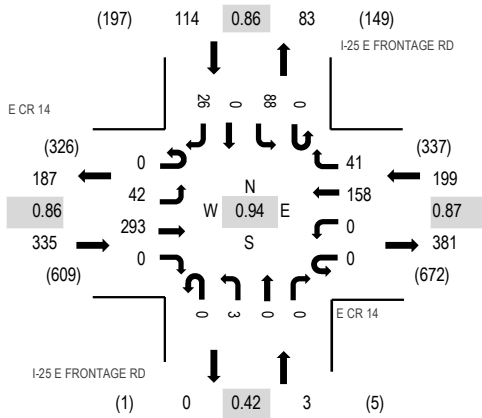 (197) 114 0.86 83 (149)
I-25 E FRONTAGE RD
26 0 88 0
E CR 14
(326) (337)
187 0 41 199
42 N 158
0.86 W 0.94 E 0.87
293 0
335 S 381
0 0
(609) (672)
0 3 0 0
E CR 14
I-25 E FRONTAGE RD
(1) 0 0.42 3 (5)